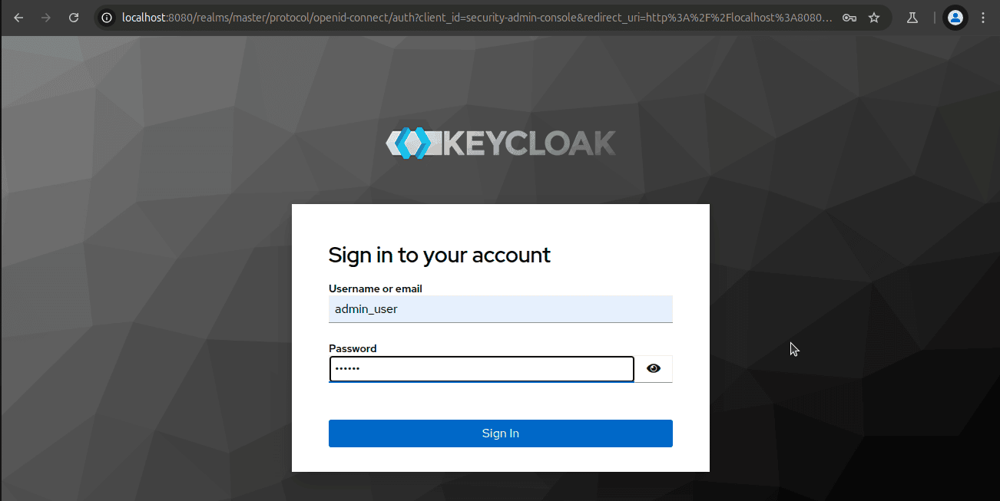 localhost:8080/realms/master/protocol/openid-connect/auth?client_id=security-admin-console&redirect_uri=http%3A%2F%2Flocalhost%3A8080...
KEYCLOAK
Sign in to your account
Username or email
admin_user
Password
••••••
Sign In